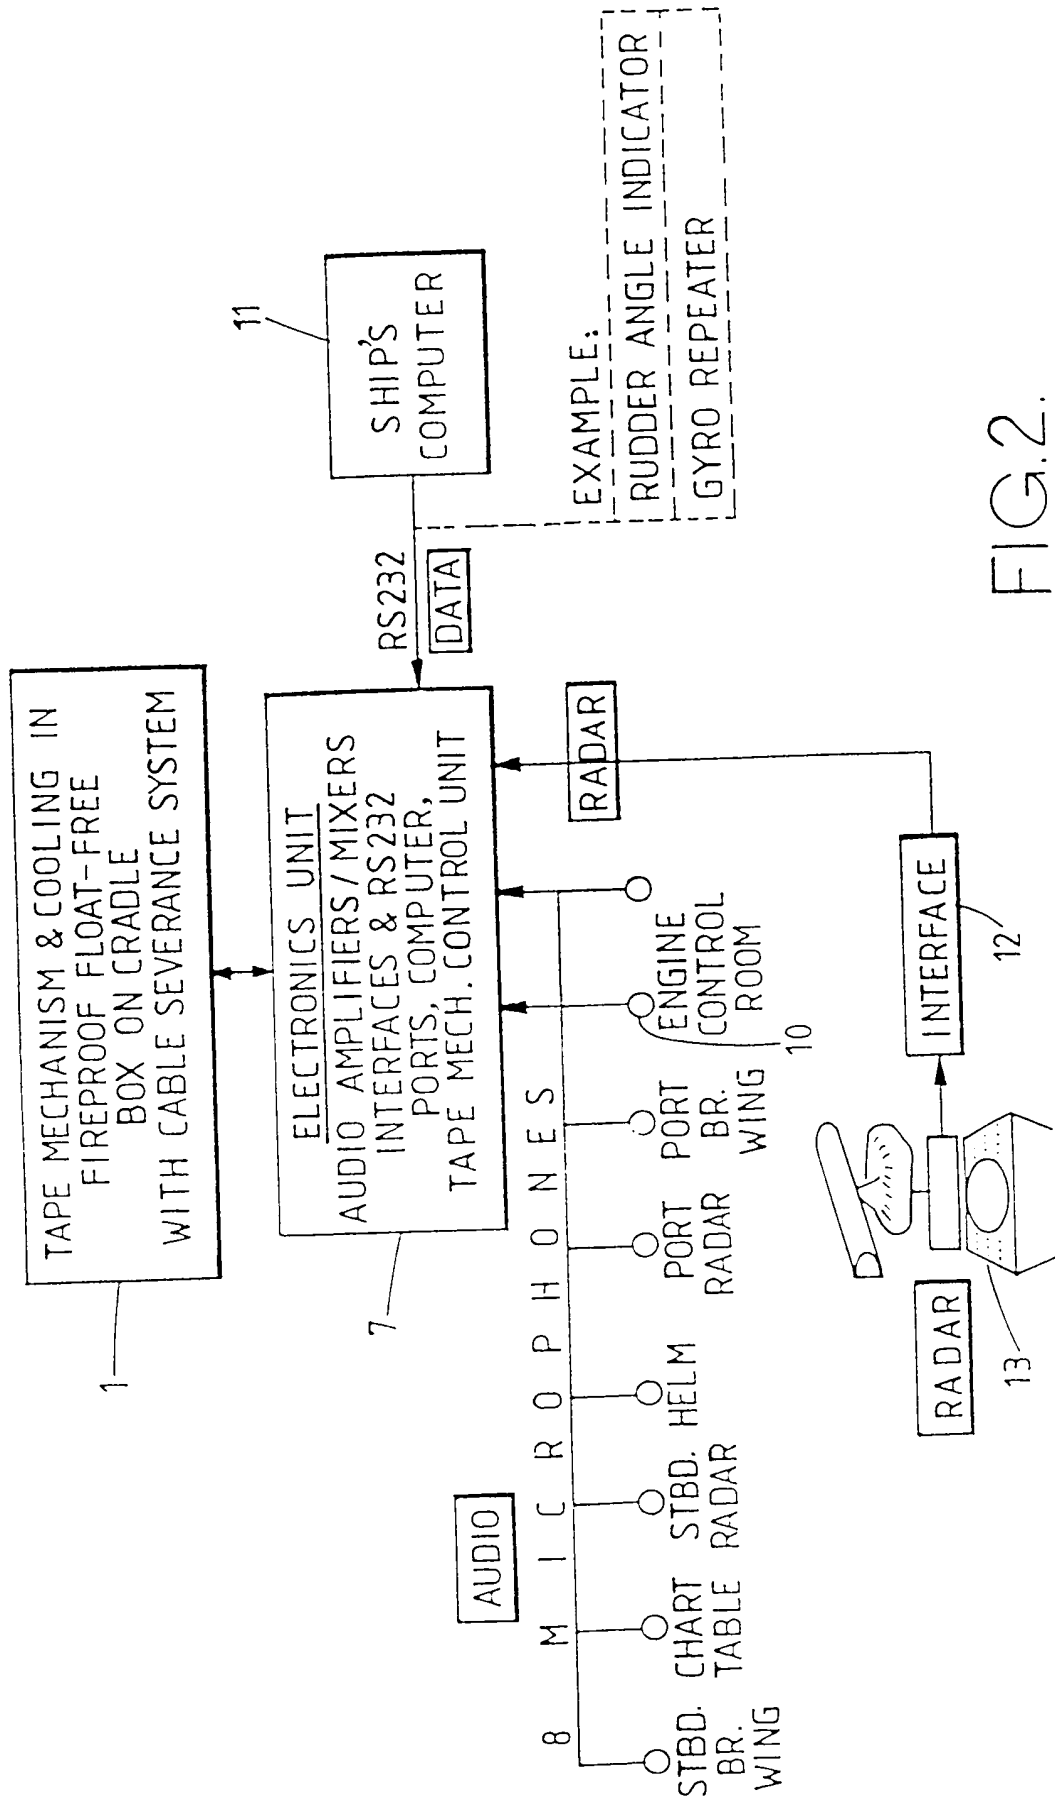 TAPE MECHANISM & COOLING IN
FIREPROOF FLOAT-FREE
BOX ON CRADLE
WITH CABLE SEVERANCE SYSTEM
1
ELECTRONICS UNIT
AUDIO AMPLIFIERS/MIXERS
INTERFACES & RS232
PORTS, COMPUTER,
TAPE MECH. CONTROL UNIT
7
RS232
DATA
SHIP'S
COMPUTER
11
EXAMPLE:
RUDDER ANGLE INDICATOR
GYRO REPEATER
AUDIO
8 MICROPHONES
STBD.
BR.
WING
CHART
TABLE
STBD.
RADAR
HELM
PORT
RADAR
PORT
BR.
WING
ENGINE
CONTROL
ROOM
10
RADAR
RADAR
13
INTERFACE
12
FIG.2.